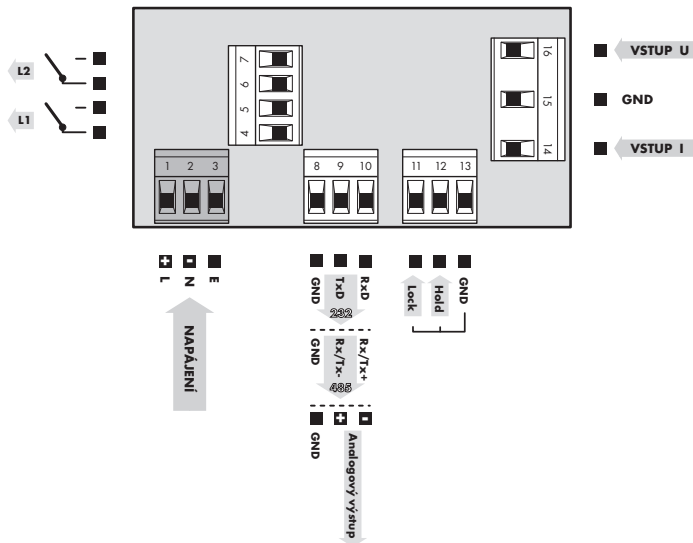 L2
L1
7
6
5
4
16
15
14
VSTUP U
GND
VSTUP I
1 2 3
8 9 10
11 12 13
+ L
- N
E
NAPÁJENÍ
GND
TxD
RxD
232
GND
Rx/Tx-
Rx/Tx+
485
GND
+
-
Analogový výstup
Lock
Hold
GND